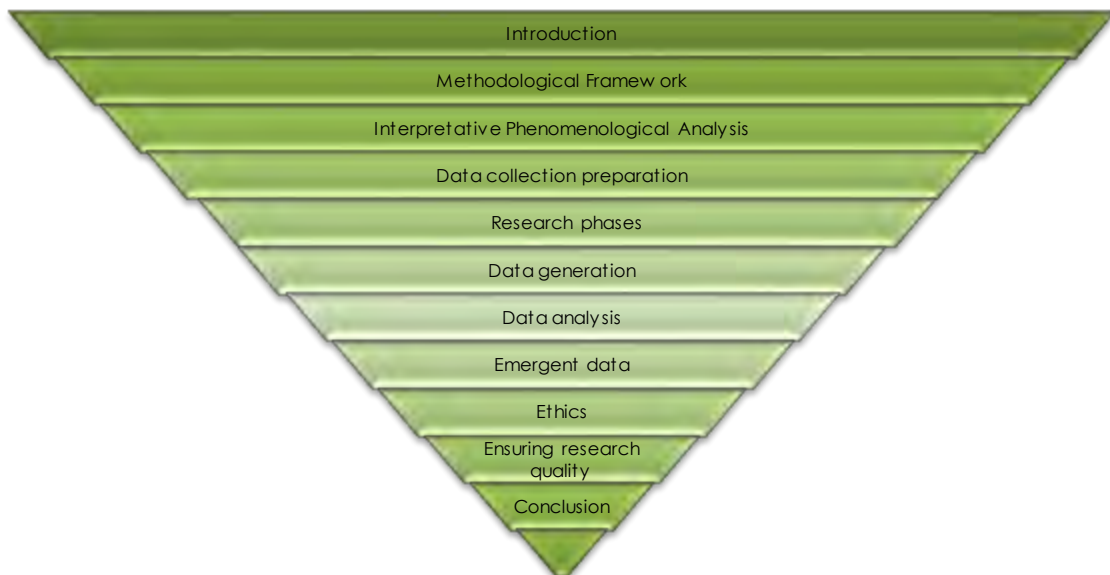 Introduction
Methodological Framework
Interpretative Phenomenological Analysis
Data collection preparation
Research phases
Data generation
Data analysis
Emergent data
Ethics
Ensuring research
quality
Conclusion